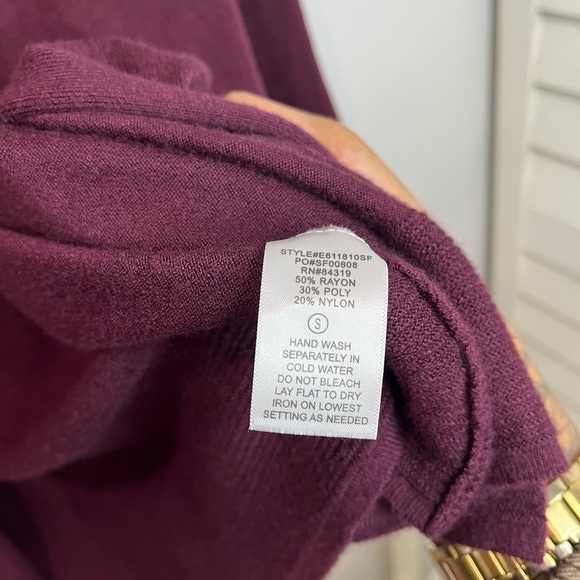 STYLE#E611810SF
PO#SF00808
RN#84319
50% RAYON
30% POLY
20% NYLON
S
HAND WASH
SEPARATELY IN
COLD WATER
DO NOT BLEACH
LAY FLAT TO DRY
IRON ON LOWEST
SETTING AS NEEDED